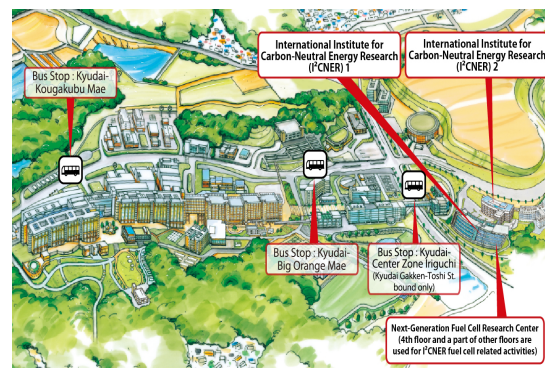 International Institute for
Carbon-Neutral Energy Research
(I²CNER) 1
International Institute for
Carbon-Neutral Energy Research
(I²CNER) 2
Bus Stop : Kyudai-
Kougakubu Mae
Bus Stop : Kyudai-
Big Orange Mae
Bus Stop : Kyudai-
Center Zone Iriguchi
(Kyudai Gakken-Toshi St.
bound only)
Next-Generation Fuel Cell Research Center
(4th floor and a part of other floors are
used for I²CNER fuel cell related activities)